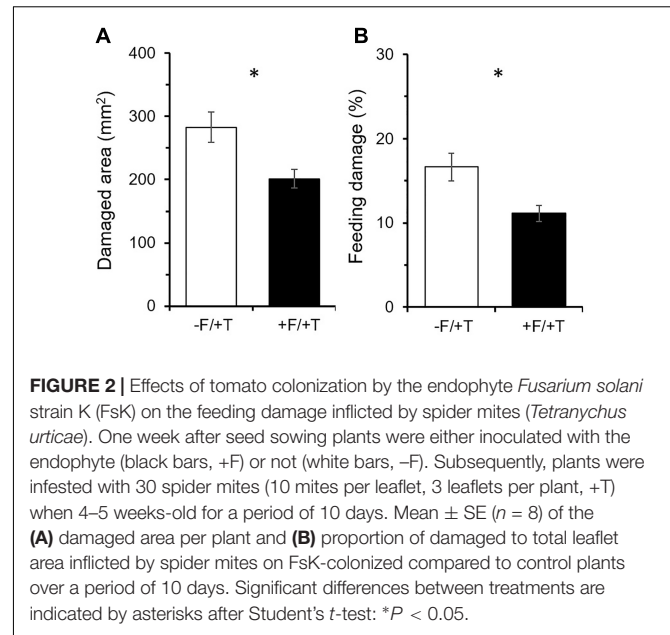 A
B
400
300
200
100
0
Damaged area (mm²)
*
-F/+T
+F/+T
30
20
10
0
Feeding damage (%)
*
-F/+T
+F/+T
FIGURE 2 | Effects of tomato colonization by the endophyte Fusarium solani
strain K (FsK) on the feeding damage inflicted by spider mites (Tetranychus
urticae). One week after seed sowing plants were either inoculated with the
endophyte (black bars, +F) or not (white bars, –F). Subsequently, plants were
infested with 30 spider mites (10 mites per leaflet, 3 leaflets per plant, +T)
when 4–5 weeks-old for a period of 10 days. Mean ± SE (n = 8) of the
(A) damaged area per plant and (B) proportion of damaged to total leaflet
area inflicted by spider mites on FsK-colonized compared to control plants
over a period of 10 days. Significant differences between treatments are
indicated by asterisks after Student's t-test: *P < 0.05.